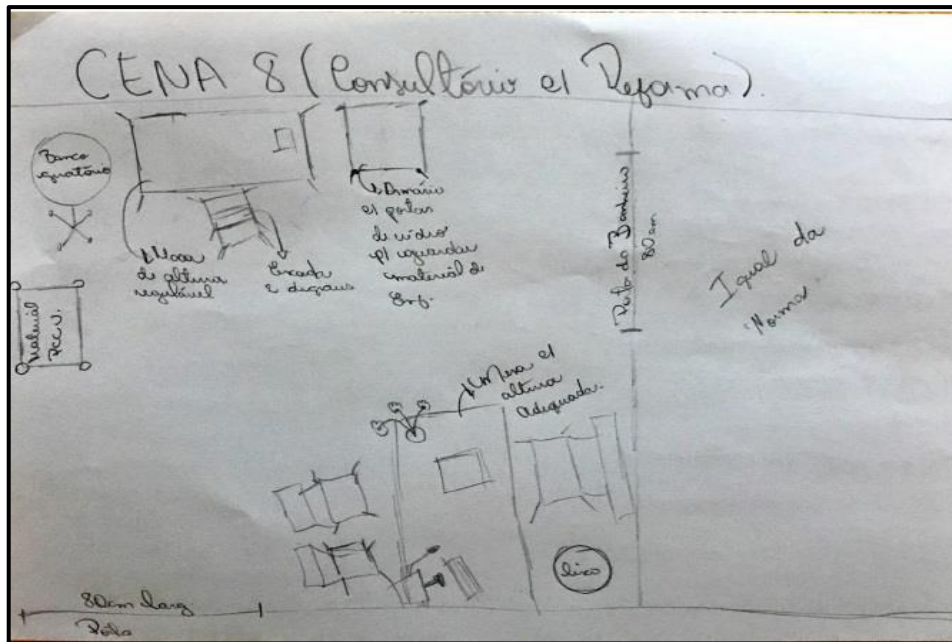 CENA 8 (Consultório c/ Reforma).
Banco
giratório
Mesa
de altura
regulável
Escada
2 degraus
Armário
c/ portas
de vidro
p/ guardar
material de
Enf.
Material
PCCU.
Porta do Banheiro
80cm
Igual da
Norma.
Mesa c/
altura
adequada.
lixo
80cm larg
Porta